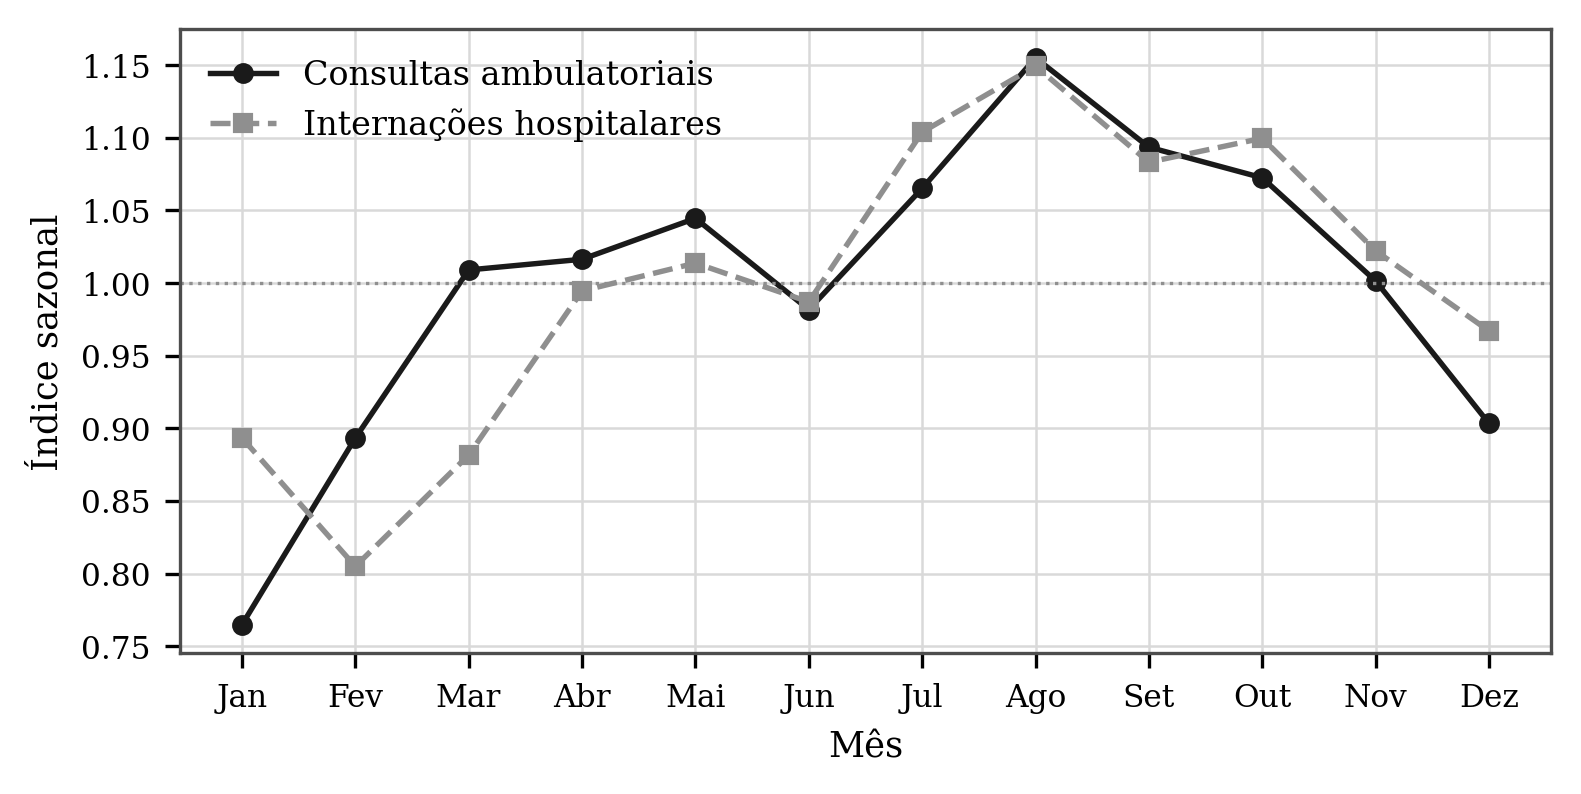 Consultas ambulatoriais
Internações hospitalares
Índice sazonal
1.15
1.10
1.05
1.00
0.95
0.90
0.85
0.80
0.75
Jan Fev Mar Abr Mai Jun Jul Ago Set Out Nov Dez
Mês